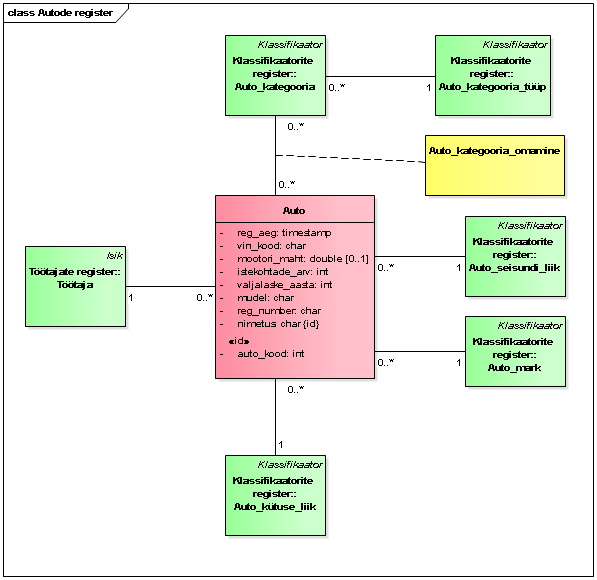 class Autode register
Klassifikaator
Klassifikaatorite
register::
Auto_kategooria
0..*
1
Klassifikaator
Klassifikaatorite
register::
Auto_kategooria_tüüp
0..*
Auto_kategooria_omamine
0..*
Auto
- reg_aeg: timestamp
- vin_kood: char
- mootori_maht: double [0..1]
- istekohtade_arv: int
- valjalaske_aasta: int
- mudel: char
- reg_number: char
- nimetus: char {id}
«id»
- auto_kood: int
Isik
Töötajate register::
Töötaja
1
0..*
0..*
1
Klassifikaator
Klassifikaatorite
register::
Auto_seisundi_liik
0..*
1
Klassifikaator
Klassifikaatorite
register::
Auto_mark
0..*
1
Klassifikaator
Klassifikaatorite
register::
Auto_kütuse_liik